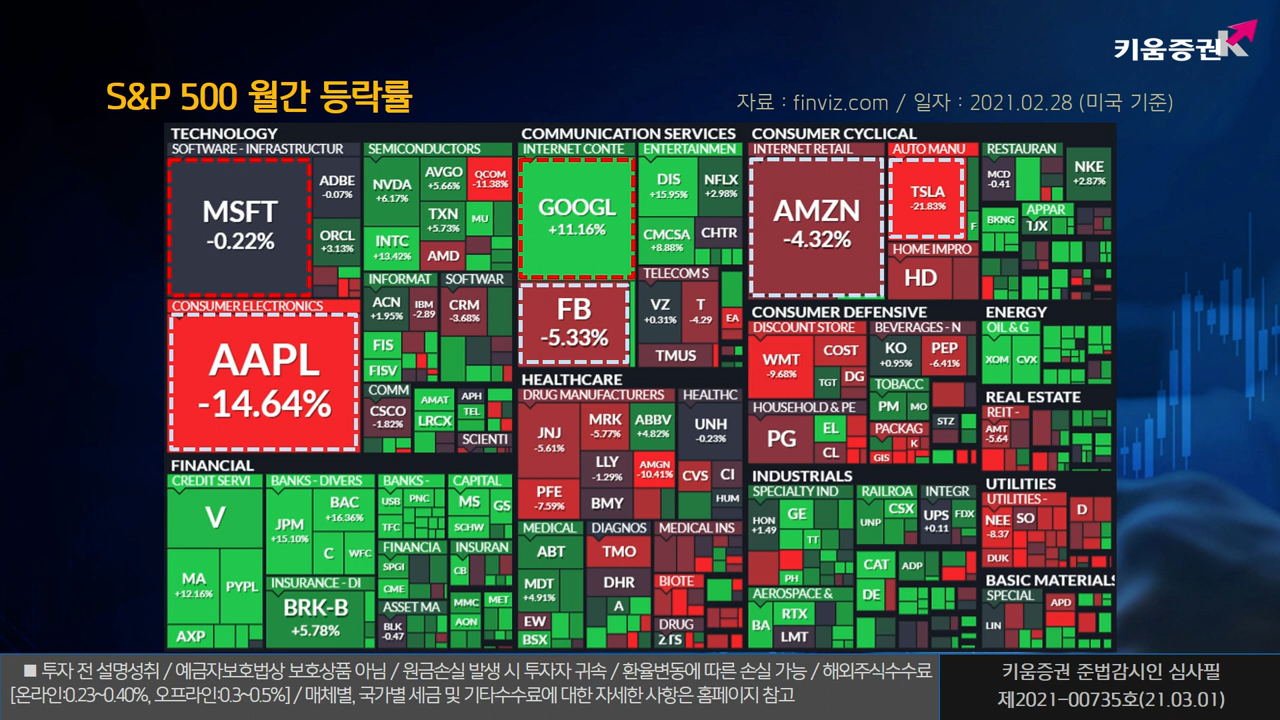 키움증권
S&P 500 월간 등락률
자료 : finviz.com / 일자 : 2021.02.28 (미국 기준)
TECHNOLOGY
SOFTWARE - INFRASTRUCTUR
MSFT
-0.22%
ADBE
-0.07%
ORCL
+3.13%
CONSUMER ELECTRONICS
AAPL
-14.64%
SEMICONDUCTORS
NVDA
+6.17%
AVGO
+5.66%
QCOM
-11.38%
TXN
+5.73%
MU
INTC
+13.42%
AMD
INFORMAT
ACN
+1.95%
IBM
-2.89
FIS
FISV
SOFTWAR
CRM
-3.68%
COMM
CSCO
-1.82%
AMAT
LRCX
APH
TEL
SCIENTI
COMMUNICATION SERVICES
INTERNET CONTE
GOOGL
+11.16%
FB
-5.33%
ENTERTAINMEN
DIS
+15.95%
NFLX
+2.98%
CMCSA
+8.88%
CHTR
TELECOM S
VZ
+0.31%
T
-4.29
EA
TMUS
CONSUMER CYCLICAL
INTERNET RETAIL
AMZN
-4.32%
AUTO MANU
TSLA
-21.83%
F
HOME IMPRO
HD
RESTAURAN
MCD
-0.41
NKE
+2.87%
BKNG
APPAR
TJX
CONSUMER DEFENSIVE
DISCOUNT STORE
WMT
-9.68%
COST
TGT
DG
BEVERAGES - N
KO
+0.95%
PEP
-6.41%
TOBACC
PM
MO
HOUSEHOLD & PE
PG
EL
CL
PACKAG
K
GIS
STZ
ENERGY
OIL & G
XOM
CVX
REAL ESTATE
REIT -
AMT
-5.64
HEALTHCARE
DRUG MANUFACTURERS
JNJ
-5.61%
MRK
-5.77%
ABBV
+4.82%
LLY
-1.29%
AMGN
-10.41%
PFE
-7.59%
BMY
HEALTHC
UNH
-0.23%
CVS
CI
HUM
MEDICAL
ABT
MDT
+4.91%
EW
BSX
DIAGNOS
TMO
DHR
A
MEDICAL INS
BIOTE
DRUG
ZTS
FINANCIAL
CREDIT SERVI
V
MA
+12.16%
PYPL
AXP
BANKS - DIVERS
JPM
+15.10%
BAC
+16.36%
C
WFC
INSURANCE - DI
BRK-B
+5.78%
BANKS -
USB
PNC
TFC
CAPITAL
MS
GS
SCHW
FINANCIA
SPGI
CME
INSURAN
CB
ASSET MA
BLK
-0.47
MMC
MET
AON
INDUSTRIALS
SPECIALTY IND
HON
+1.49
GE
TT
PH
RAILROA
UNP
CSX
INTEGR
UPS
+0.11
FDX
CAT
ADP
DE
AEROSPACE &
BA
RTX
LMT
UTILITIES
UTILITIES -
NEE
-8.37
SO
D
DUK
BASIC MATERIALS
SPECIAL
LIN
APD
■ 투자 전 설명성취 / 예금자보호법상 보호상품 아님 / 원금손실 발생 시 투자자 귀속 / 환율변동에 따른 손실 가능 / 해외주식수수료
[온라인:0.23~0.40%, 오프라인:0.3~0.5%] / 매체별, 국가별 세금 및 기타수수료에 대한 자세한 사항은 홈페이지 참고
키움증권 준법감시인 심사필
제2021-00735호(21.03.01)